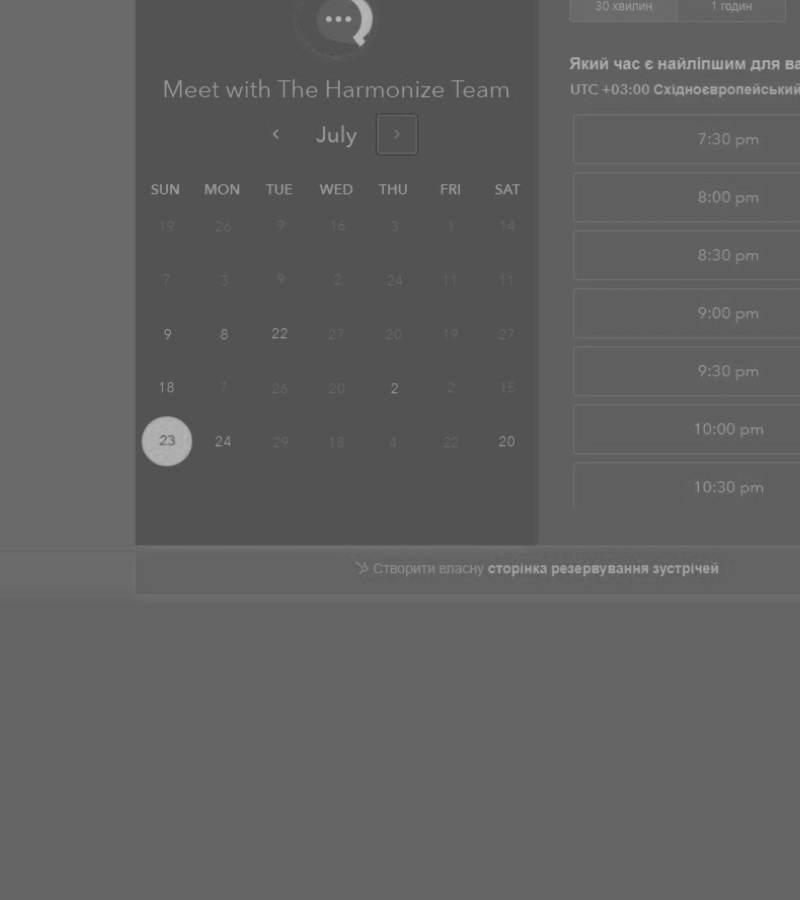 30 хвилин 1 годин
Meet with The Harmonize Team
July
SUN MON TUE WED THU FRI SAT
19 26 9 16 3 1 14
7 3 9 2 24 11 11
9 8 22 27 20 19 27
18 7 26 20 2 2 15
23 24 29 18 4 22 20
Який час є найліпшим для ва
UTC +03:00 Східноєвропейський
7:30 pm
8:00 pm
8:30 pm
9:00 pm
9:30 pm
10:00 pm
10:30 pm
Створити власну сторінка резервування зустрічей